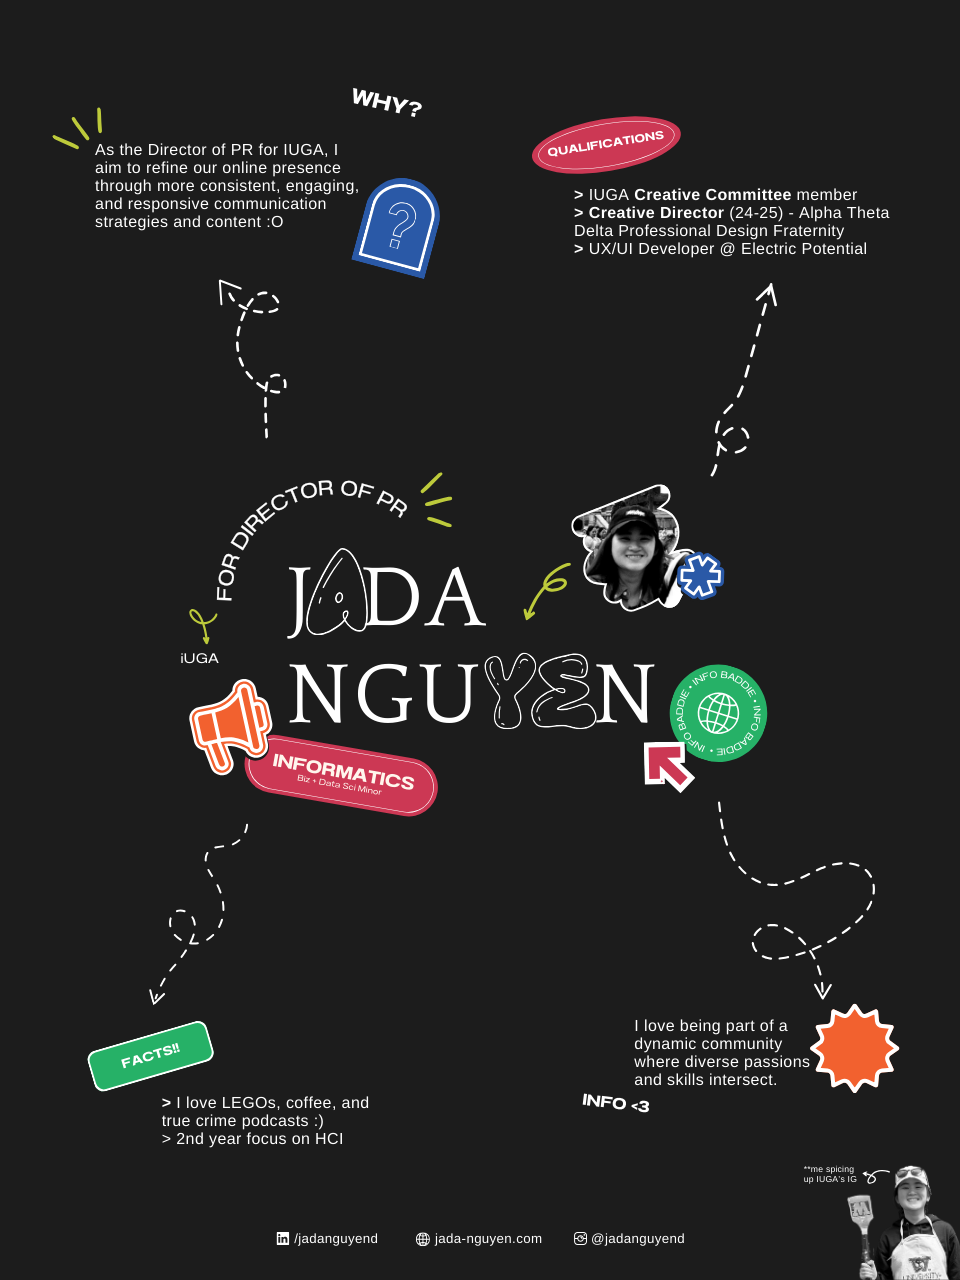 WHY?
As the Director of PR for IUGA, I
aim to refine our online presence
through more consistent, engaging,
and responsive communication
strategies and content :O
?
QUALIFICATIONS
> IUGA Creative Committee member
> Creative Director (24-25) - Alpha Theta
Delta Professional Design Fraternity
> UX/UI Developer @ Electric Potential
FOR DIRECTOR OF PR
iUGA
JADA
NGUYEN
INFO BADDIE • INFO BADDIE • INFO BADDIE •
INFORMATICS
Biz + Data Sci Minor
FACTS!!
> I love LEGOs, coffee, and
true crime podcasts :)
> 2nd year focus on HCI
I love being part of a
dynamic community
where diverse passions
and skills intersect.
INFO <3
**me spicing
up IUGA's IG
/jadanguyend
jada-nguyen.com
@jadanguyend